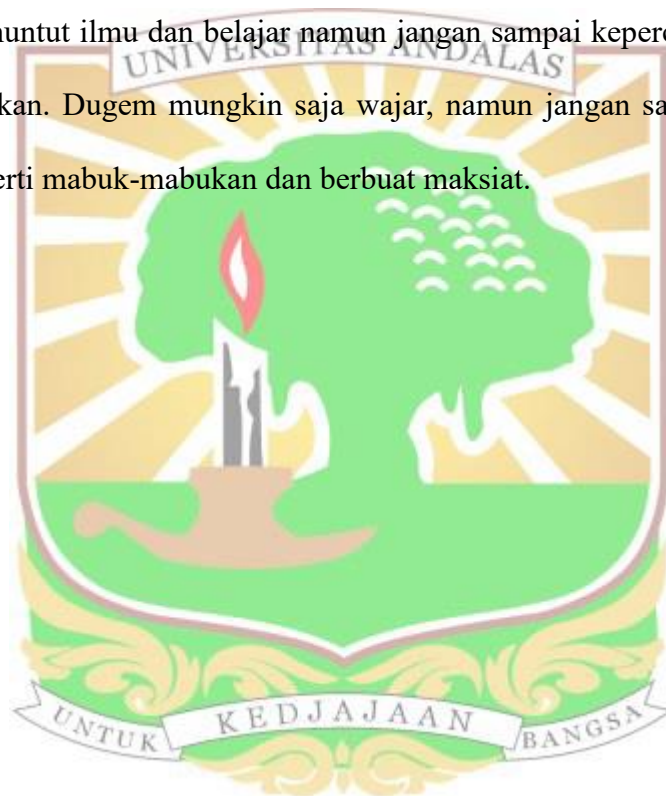 nuntut ilmu dan belajar namun jangan sampai keperc
UNIVERSITAS ANDALAS
kan. Dugem mungkin saja wajar, namun jangan sa
erti mabuk-mabukan dan berbuat maksiat.
UNTUK KEDJAJAAN BANGSA